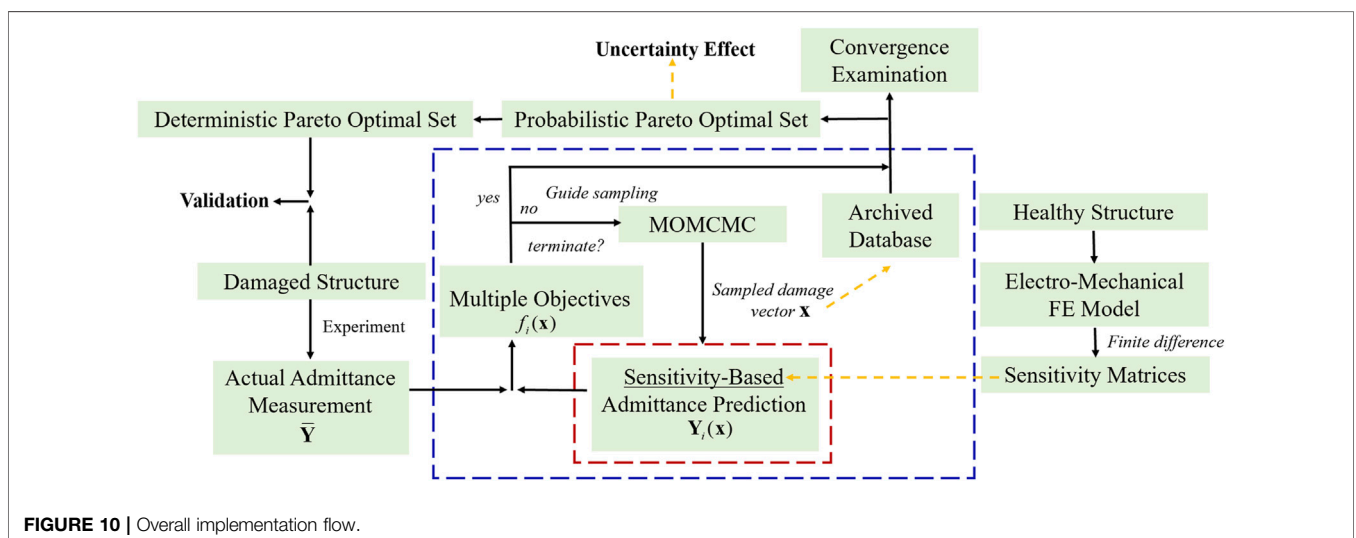 Uncertainty Effect
Convergence
Examination
Deterministic Pareto Optimal Set
Probabilistic Pareto Optimal Set
yes
Guide sampling
no
Validation
MOMCMC
terminate?
Archived
Database
Healthy Structure
Damaged Structure
Multiple Objectives
f_i(x)
Sampled damage
vector x
Electro-Mechanical
FE Model
Experiment
Finite difference
Actual Admittance
Measurement
Ȳ
Sensitivity-Based
Admittance Prediction
Y_i(x)
Sensitivity Matrices
FIGURE 10 | Overall implementation flow.